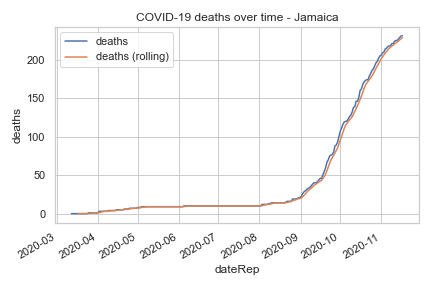 COVID-19 deaths over time - Jamaica
deaths
deaths (rolling)
200
150
100
50
0
deaths
2020-03
2020-04
2020-05
2020-06
2020-07
2020-08
2020-09
2020-10
2020-11
dateRep